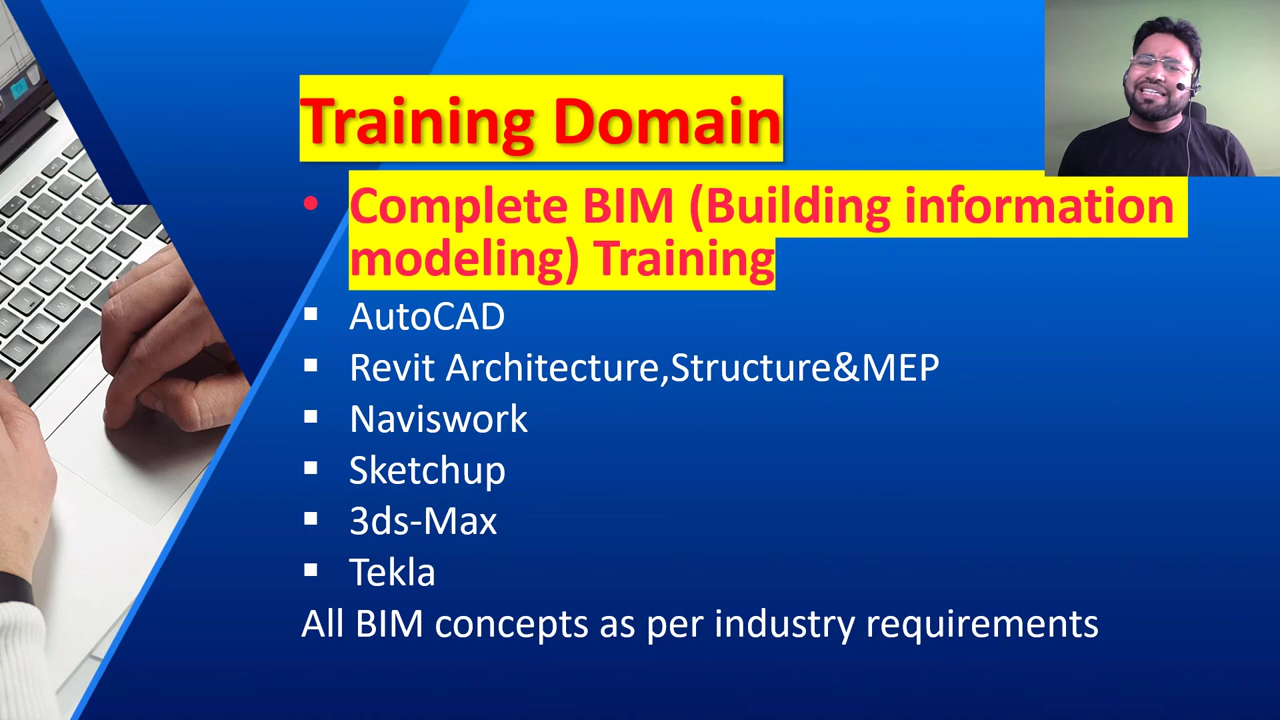 Training Domain
• Complete BIM (Building information
modeling) Training
▪ AutoCAD
▪ Revit Architecture,Structure&MEP
▪ Naviswork
▪ Sketchup
▪ 3ds-Max
▪ Tekla
All BIM concepts as per industry requirements